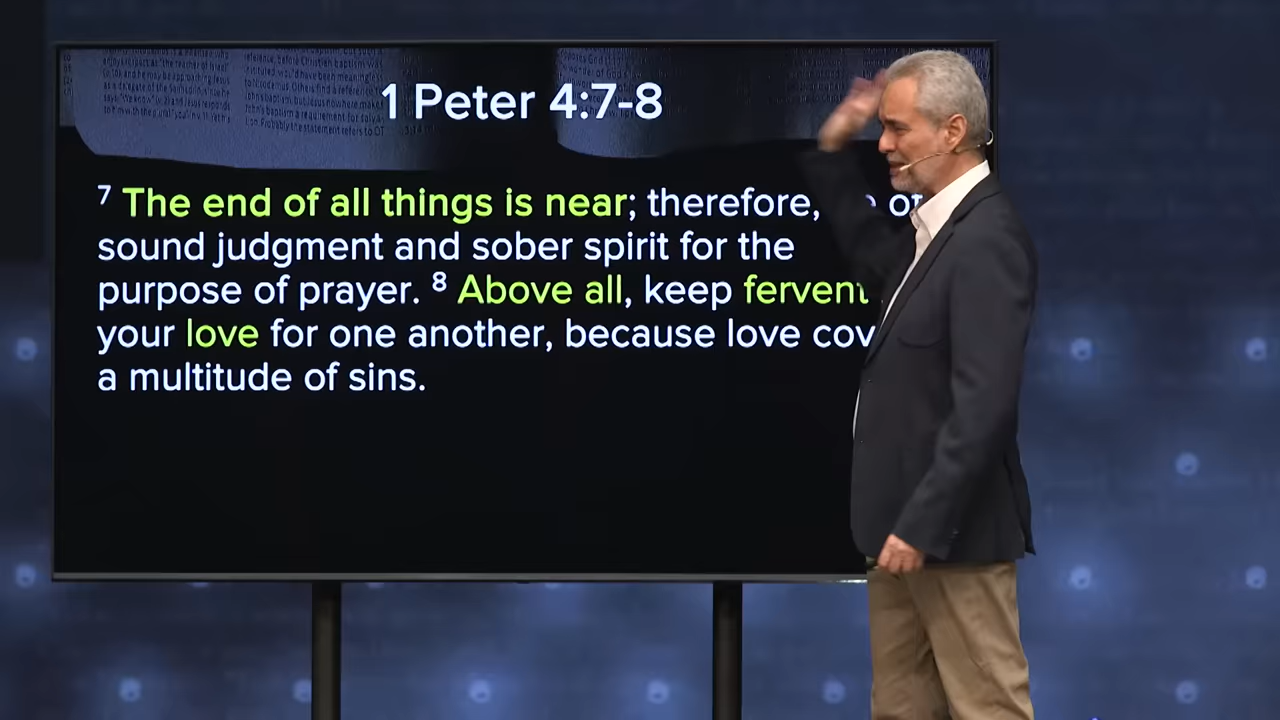 1 Peter 4:7-8
7 The end of all things is near; therefore, of
sound judgment and sober spirit for the
purpose of prayer. 8 Above all, keep fervent
your love for one another, because love cov
a multitude of sins.